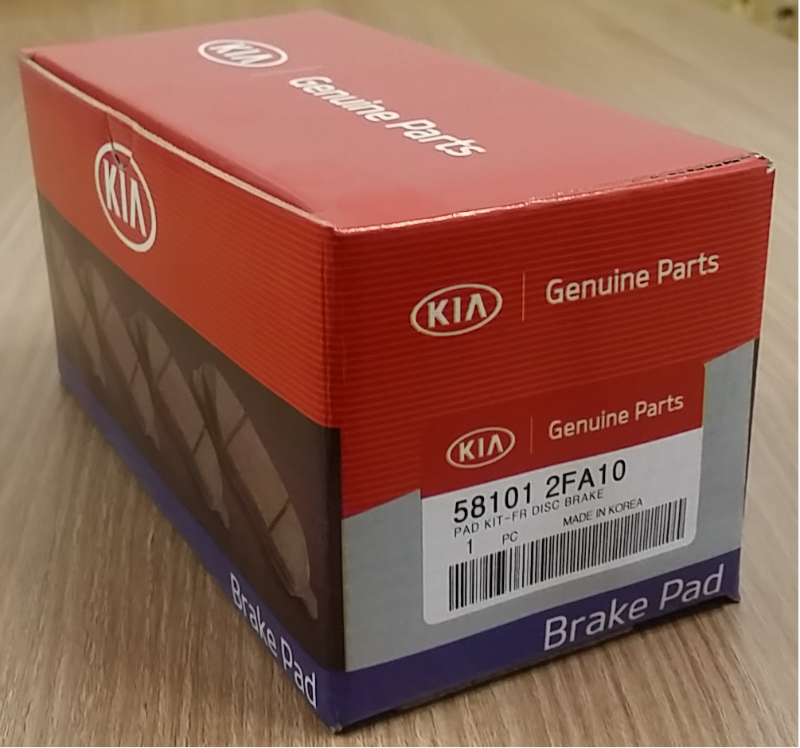 KIA Genuine Parts
KIA
KIA Genuine Parts
KIA Genuine Parts
58101 2FA10
PAD KIT-FR DISC BRAKE
1 PC MADE IN KOREA
Brake Pad
Brake Pad